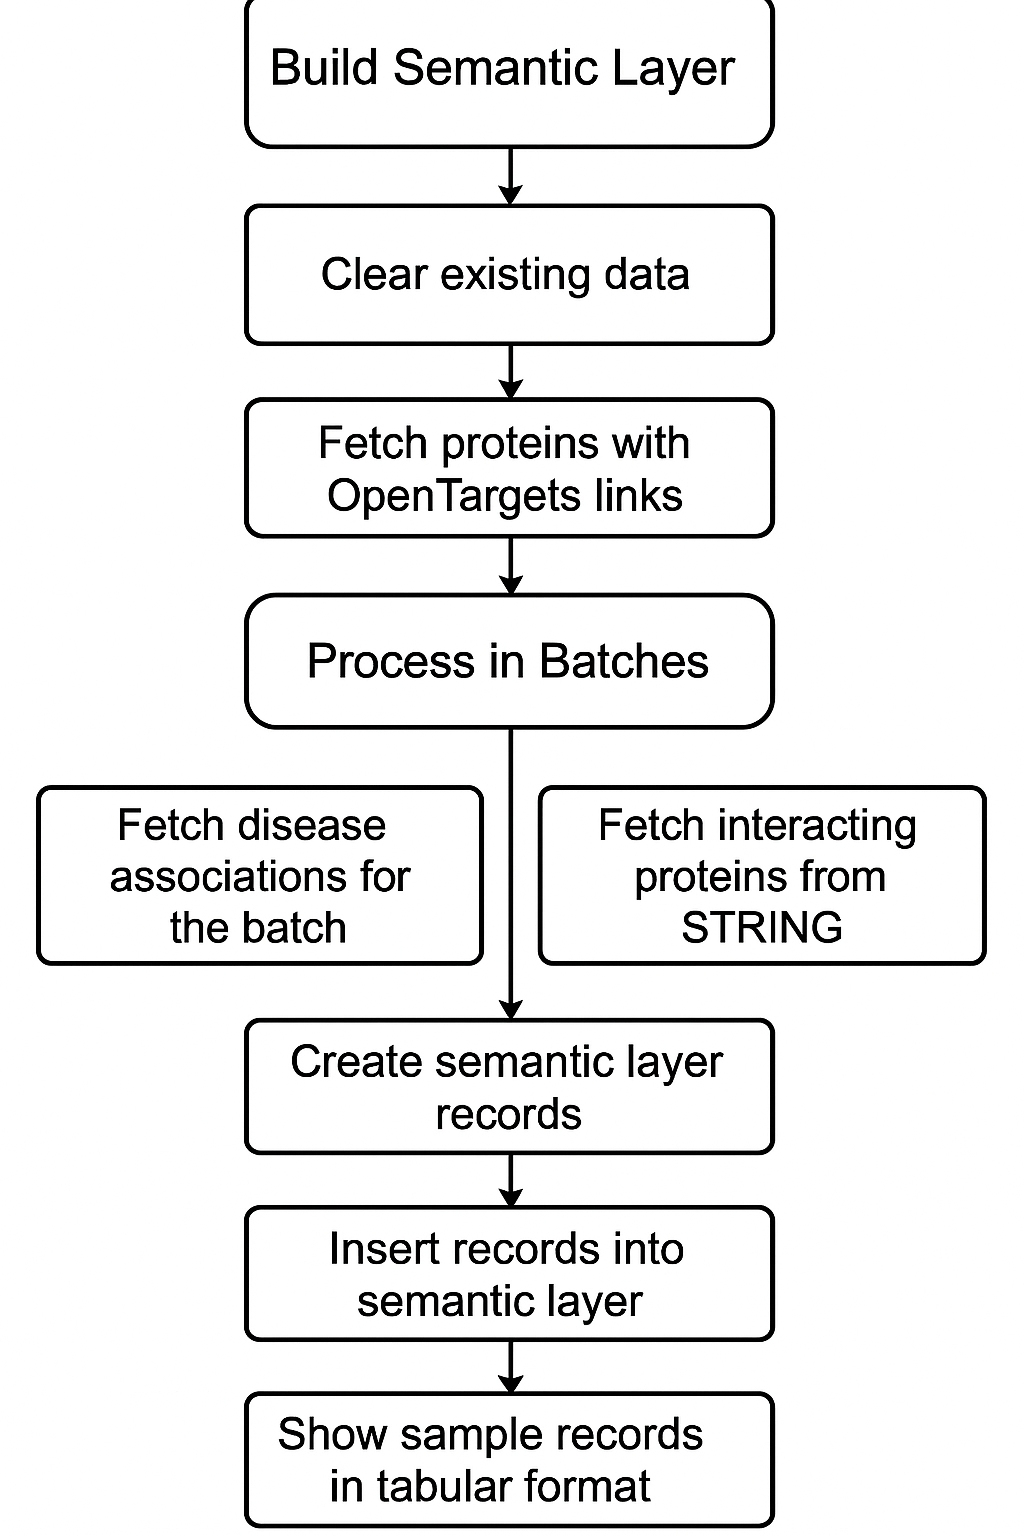 Build Semantic Layer
Clear existing data
Fetch proteins with
OpenTargets links
Process in Batches
Fetch disease
associations for
the batch
Fetch interacting
proteins from
STRING
Create semantic layer
records
Insert records into
semantic layer
Show sample records
in tabular format